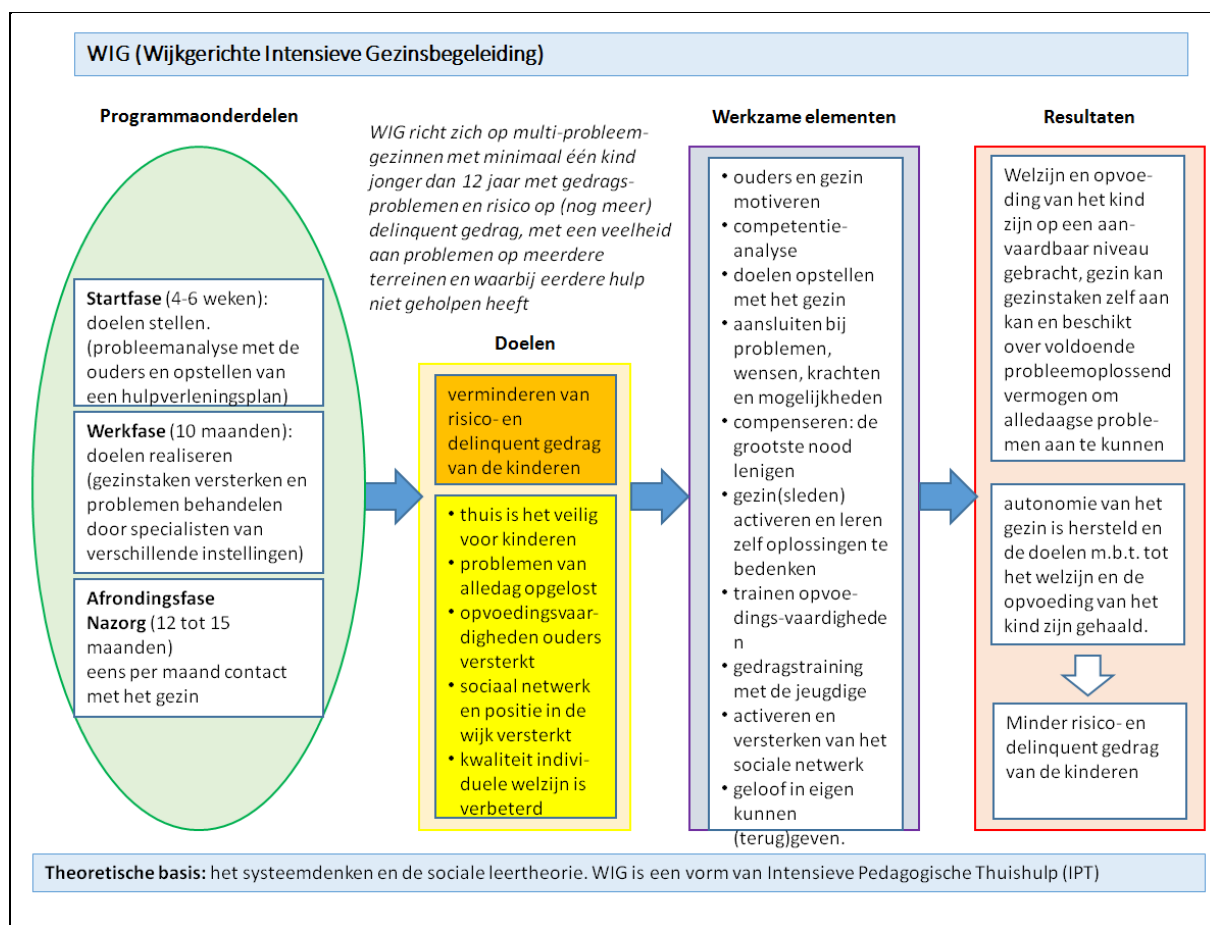 WIG (Wijkgerichte Intensieve Gezinsbegeleiding)
Programmaonderdelen
Startfase (4-6 weken):
doelen stellen.
(probleemanalyse met de
ouders en opstellen van
een hulpverleningsplan)
Werkfase (10 maanden):
doelen realiseren
(gezinstaken versterken en
problemen behandelen
door specialisten van
verschillende instellingen)
Afrondingsfase
Nazorg (12 tot 15
maanden)
eens per maand contact
met het gezin
WIG richt zich op multi-probleem-
gezinnen met minimaal één kind
jonger dan 12 jaar met gedrags-
problemen en risico op (nog meer)
delinquent gedrag, met een veelheid
aan problemen op meerdere
terreinen en waarbij eerdere hulp
niet geholpen heeft
Doelen
verminderen van
risico- en
delinquent gedrag
van de kinderen
• thuis is het veilig
voor kinderen
• problemen van
alledag opgelost
• opvoedingsvaar-
digheden ouders
versterkt
• sociaal netwerk
en positie in de
wijk versterkt
• kwaliteit indivi-
duele welzijn is
verbeterd
Werkzame elementen
• ouders en gezin
motiveren
• competentie-
analyse
• doelen opstellen
met het gezin
• aansluiten bij
problemen,
wensen, krachten
en mogelijkheden
• compenseren: de
grootste nood
lenigen
• gezin(sleden)
activeren en leren
zelf oplossingen te
bedenken
• trainen opvoe-
dings-vaardighede
n
• gedragstraining
met de jeugdige
• activeren en
versterken van het
sociale netwerk
• geloof in eigen
kunnen
(terug)geven.
Resultaten
Welzijn en opvoe-
ding van het kind
zijn op een aan-
vaardbaar niveau
gebracht, gezin kan
gezinstaken zelf aan
kan en beschikt
over voldoende
probleemoplossend
vermogen om
alledaagse proble-
men aan te kunnen
autonomie van het
gezin is hersteld en
de doelen m.b.t. tot
het welzijn en de
opvoeding van het
kind zijn gehaald.
Minder risico- en
delinquent gedrag
van de kinderen
Theoretische basis: het systeemdenken en de sociale leertheorie. WIG is een vorm van Intensieve Pedagogische Thuishulp (IPT)